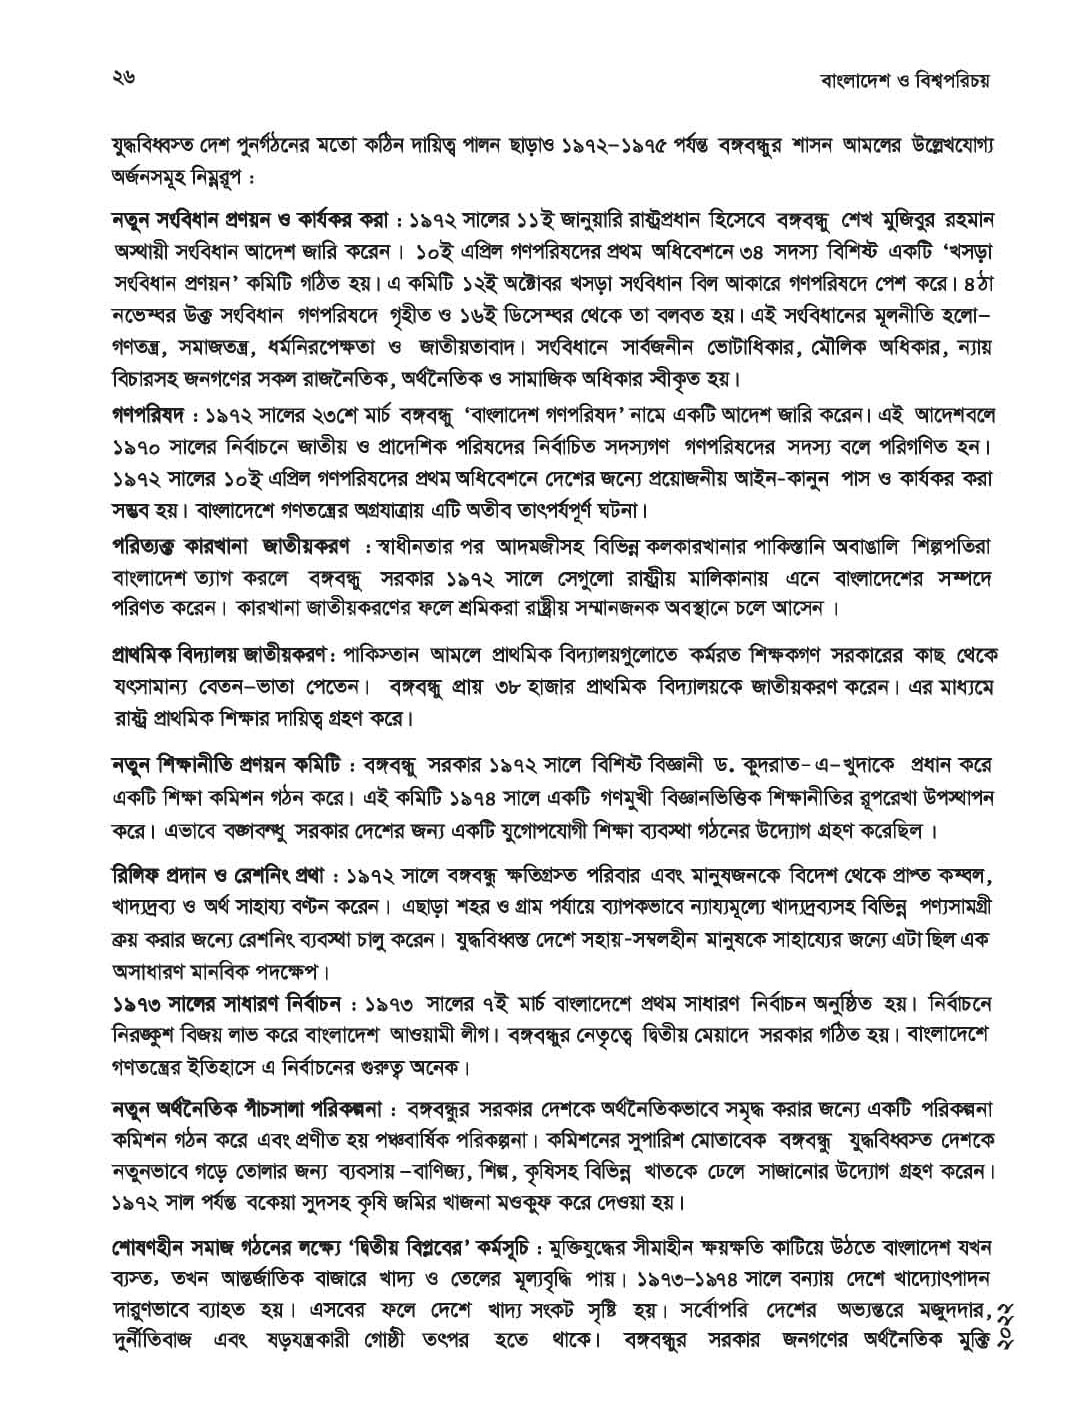 ২৬
বাংলাদেশ ও বিশ্বপরিচয়
যুদ্ধবিধ্বস্ত দেশ পুনর্গঠনের মতো কঠিন দায়িত্ব পালন ছাড়াও ১৯৭২–১৯৭৫ পর্যন্ত বঙ্গবন্ধুর শাসন আমলের উল্লেখযোগ্য
অর্জনসমূহ নিম্নরূপ :
নতুন সংবিধান প্রণয়ন ও কার্যকর করা : ১৯৭২ সালের ১১ই জানুয়ারি রাষ্ট্রপ্রধান হিসেবে বঙ্গবন্ধু শেখ মুজিবুর রহমান
অস্থায়ী সংবিধান আদেশ জারি করেন। ১০ই এপ্রিল গণপরিষদের প্রথম অধিবেশনে ৩৪ সদস্য বিশিষ্ট একটি ‘খসড়া
সংবিধান প্রণয়ন’ কমিটি গঠিত হয়। এ কমিটি ১২ই অক্টোবর খসড়া সংবিধান বিল আকারে গণপরিষদে পেশ করে। ৪ঠা
নভেম্বর উক্ত সংবিধান গণপরিষদে গৃহীত ও ১৬ই ডিসেম্বর থেকে তা বলবত হয়। এই সংবিধানের মূলনীতি হলো–
গণতন্ত্র, সমাজতন্ত্র, ধর্মনিরপেক্ষতা ও জাতীয়তাবাদ। সংবিধানে সার্বজনীন ভোটাধিকার, মৌলিক অধিকার, ন্যায়
বিচারসহ জনগণের সকল রাজনৈতিক, অর্থনৈতিক ও সামাজিক অধিকার স্বীকৃত হয়।
গণপরিষদ : ১৯৭২ সালের ২৩শে মার্চ বঙ্গবন্ধু ‘বাংলাদেশ গণপরিষদ’ নামে একটি আদেশ জারি করেন। এই আদেশবলে
১৯৭০ সালের নির্বাচনে জাতীয় ও প্রাদেশিক পরিষদের নির্বাচিত সদস্যগণ গণপরিষদের সদস্য বলে পরিগণিত হন।
১৯৭২ সালের ১০ই এপ্রিল গণপরিষদের প্রথম অধিবেশনে দেশের জন্যে প্রয়োজনীয় আইন-কানুন পাস ও কার্যকর করা
সম্ভব হয়। বাংলাদেশে গণতন্ত্রের অগ্রযাত্রায় এটি অতীব তাৎপর্যপূর্ণ ঘটনা।
পরিত্যক্ত কারখানা জাতীয়করণ : স্বাধীনতার পর আদমজীসহ বিভিন্ন কলকারখানার পাকিস্তানি অবাঙালি শিল্পপতিরা
বাংলাদেশ ত্যাগ করলে বঙ্গবন্ধু সরকার ১৯৭২ সালে সেগুলো রাষ্ট্রীয় মালিকানায় এনে বাংলাদেশের সম্পদে
পরিণত করেন। কারখানা জাতীয়করণের ফলে শ্রমিকরা রাষ্ট্রীয় সম্মানজনক অবস্থানে চলে আসেন ।
প্রাথমিক বিদ্যালয় জাতীয়করণ: পাকিস্তান আমলে প্রাথমিক বিদ্যালয়গুলোতে কর্মরত শিক্ষকগণ সরকারের কাছ থেকে
যৎসামান্য বেতন–ভাতা পেতেন। বঙ্গবন্ধু প্রায় ৩৮ হাজার প্রাথমিক বিদ্যালয়কে জাতীয়করণ করেন। এর মাধ্যমে
রাষ্ট্র প্রাথমিক শিক্ষার দায়িত্ব গ্রহণ করে।
নতুন শিক্ষানীতি প্রণয়ন কমিটি : বঙ্গবন্ধু সরকার ১৯৭২ সালে বিশিষ্ট বিজ্ঞানী ড. কুদরাত-এ-খুদাকে প্রধান করে
একটি শিক্ষা কমিশন গঠন করে। এই কমিটি ১৯৭৪ সালে একটি গণমুখী বিজ্ঞানভিত্তিক শিক্ষানীতির রূপরেখা উপস্থাপন
করে। এভাবে বঙ্গবন্ধু সরকার দেশের জন্য একটি যুগোপযোগী শিক্ষা ব্যবস্থা গঠনের উদ্যোগ গ্রহণ করেছিল ।
রিলিফ প্রদান ও রেশনিং প্রথা : ১৯৭২ সালে বঙ্গবন্ধু ক্ষতিগ্রস্ত পরিবার এবং মানুষজনকে বিদেশ থেকে প্রাপ্ত কম্বল,
খাদ্যদ্রব্য ও অর্থ সাহায্য বণ্টন করেন। এছাড়া শহর ও গ্রাম পর্যায়ে ব্যাপকভাবে ন্যায্যমূল্যে খাদ্যদ্রব্যসহ বিভিন্ন পণ্যসামগ্রী
ক্রয় করার জন্যে রেশনিং ব্যবস্থা চালু করেন। যুদ্ধবিধ্বস্ত দেশে সহায়-সম্বলহীন মানুষকে সাহায্যের জন্যে এটা ছিল এক
অসাধারণ মানবিক পদক্ষেপ।
১৯৭৩ সালের সাধারণ নির্বাচন : ১৯৭৩ সালের ৭ই মার্চ বাংলাদেশে প্রথম সাধারণ নির্বাচন অনুষ্ঠিত হয়। নির্বাচনে
নিরঙ্কুশ বিজয় লাভ করে বাংলাদেশ আওয়ামী লীগ। বঙ্গবন্ধুর নেতৃত্বে দ্বিতীয় মেয়াদে সরকার গঠিত হয়। বাংলাদেশে
গণতন্ত্রের ইতিহাসে এ নির্বাচনের গুরুত্ব অনেক।
নতুন অর্থনৈতিক পাঁচসালা পরিকল্পনা : বঙ্গবন্ধুর সরকার দেশকে অর্থনৈতিকভাবে সমৃদ্ধ করার জন্যে একটি পরিকল্পনা
কমিশন গঠন করে এবং প্রণীত হয় পঞ্চবার্ষিক পরিকল্পনা। কমিশনের সুপারিশ মোতাবেক বঙ্গবন্ধু যুদ্ধবিধ্বস্ত দেশকে
নতুনভাবে গড়ে তোলার জন্য ব্যবসায় –বাণিজ্য, শিল্প, কৃষিসহ বিভিন্ন খাতকে ঢেলে সাজানোর উদ্যোগ গ্রহণ করেন।
১৯৭২ সাল পর্যন্ত বকেয়া সুদসহ কৃষি জমির খাজনা মওকুফ করে দেওয়া হয়।
শোষণহীন সমাজ গঠনের লক্ষ্যে ‘দ্বিতীয় বিপ্লবের’ কর্মসূচি : মুক্তিযুদ্ধের সীমাহীন ক্ষয়ক্ষতি কাটিয়ে উঠতে বাংলাদেশ যখন
ব্যস্ত, তখন আন্তর্জাতিক বাজারে খাদ্য ও তেলের মূল্যবৃদ্ধি পায়। ১৯৭৩–১৯৭৪ সালে বন্যায় দেশে খাদ্যোৎপাদন
দারুণভাবে ব্যাহত হয়। এসবের ফলে দেশে খাদ্য সংকট সৃষ্টি হয়। সর্বোপরি দেশের অভ্যন্তরে মজুদদার,
দুর্নীতিবাজ এবং ষড়যন্ত্রকারী গোষ্ঠী তৎপর হতে থাকে। বঙ্গবন্ধুর সরকার জনগণের অর্থনৈতিক মুক্তি
২০২২